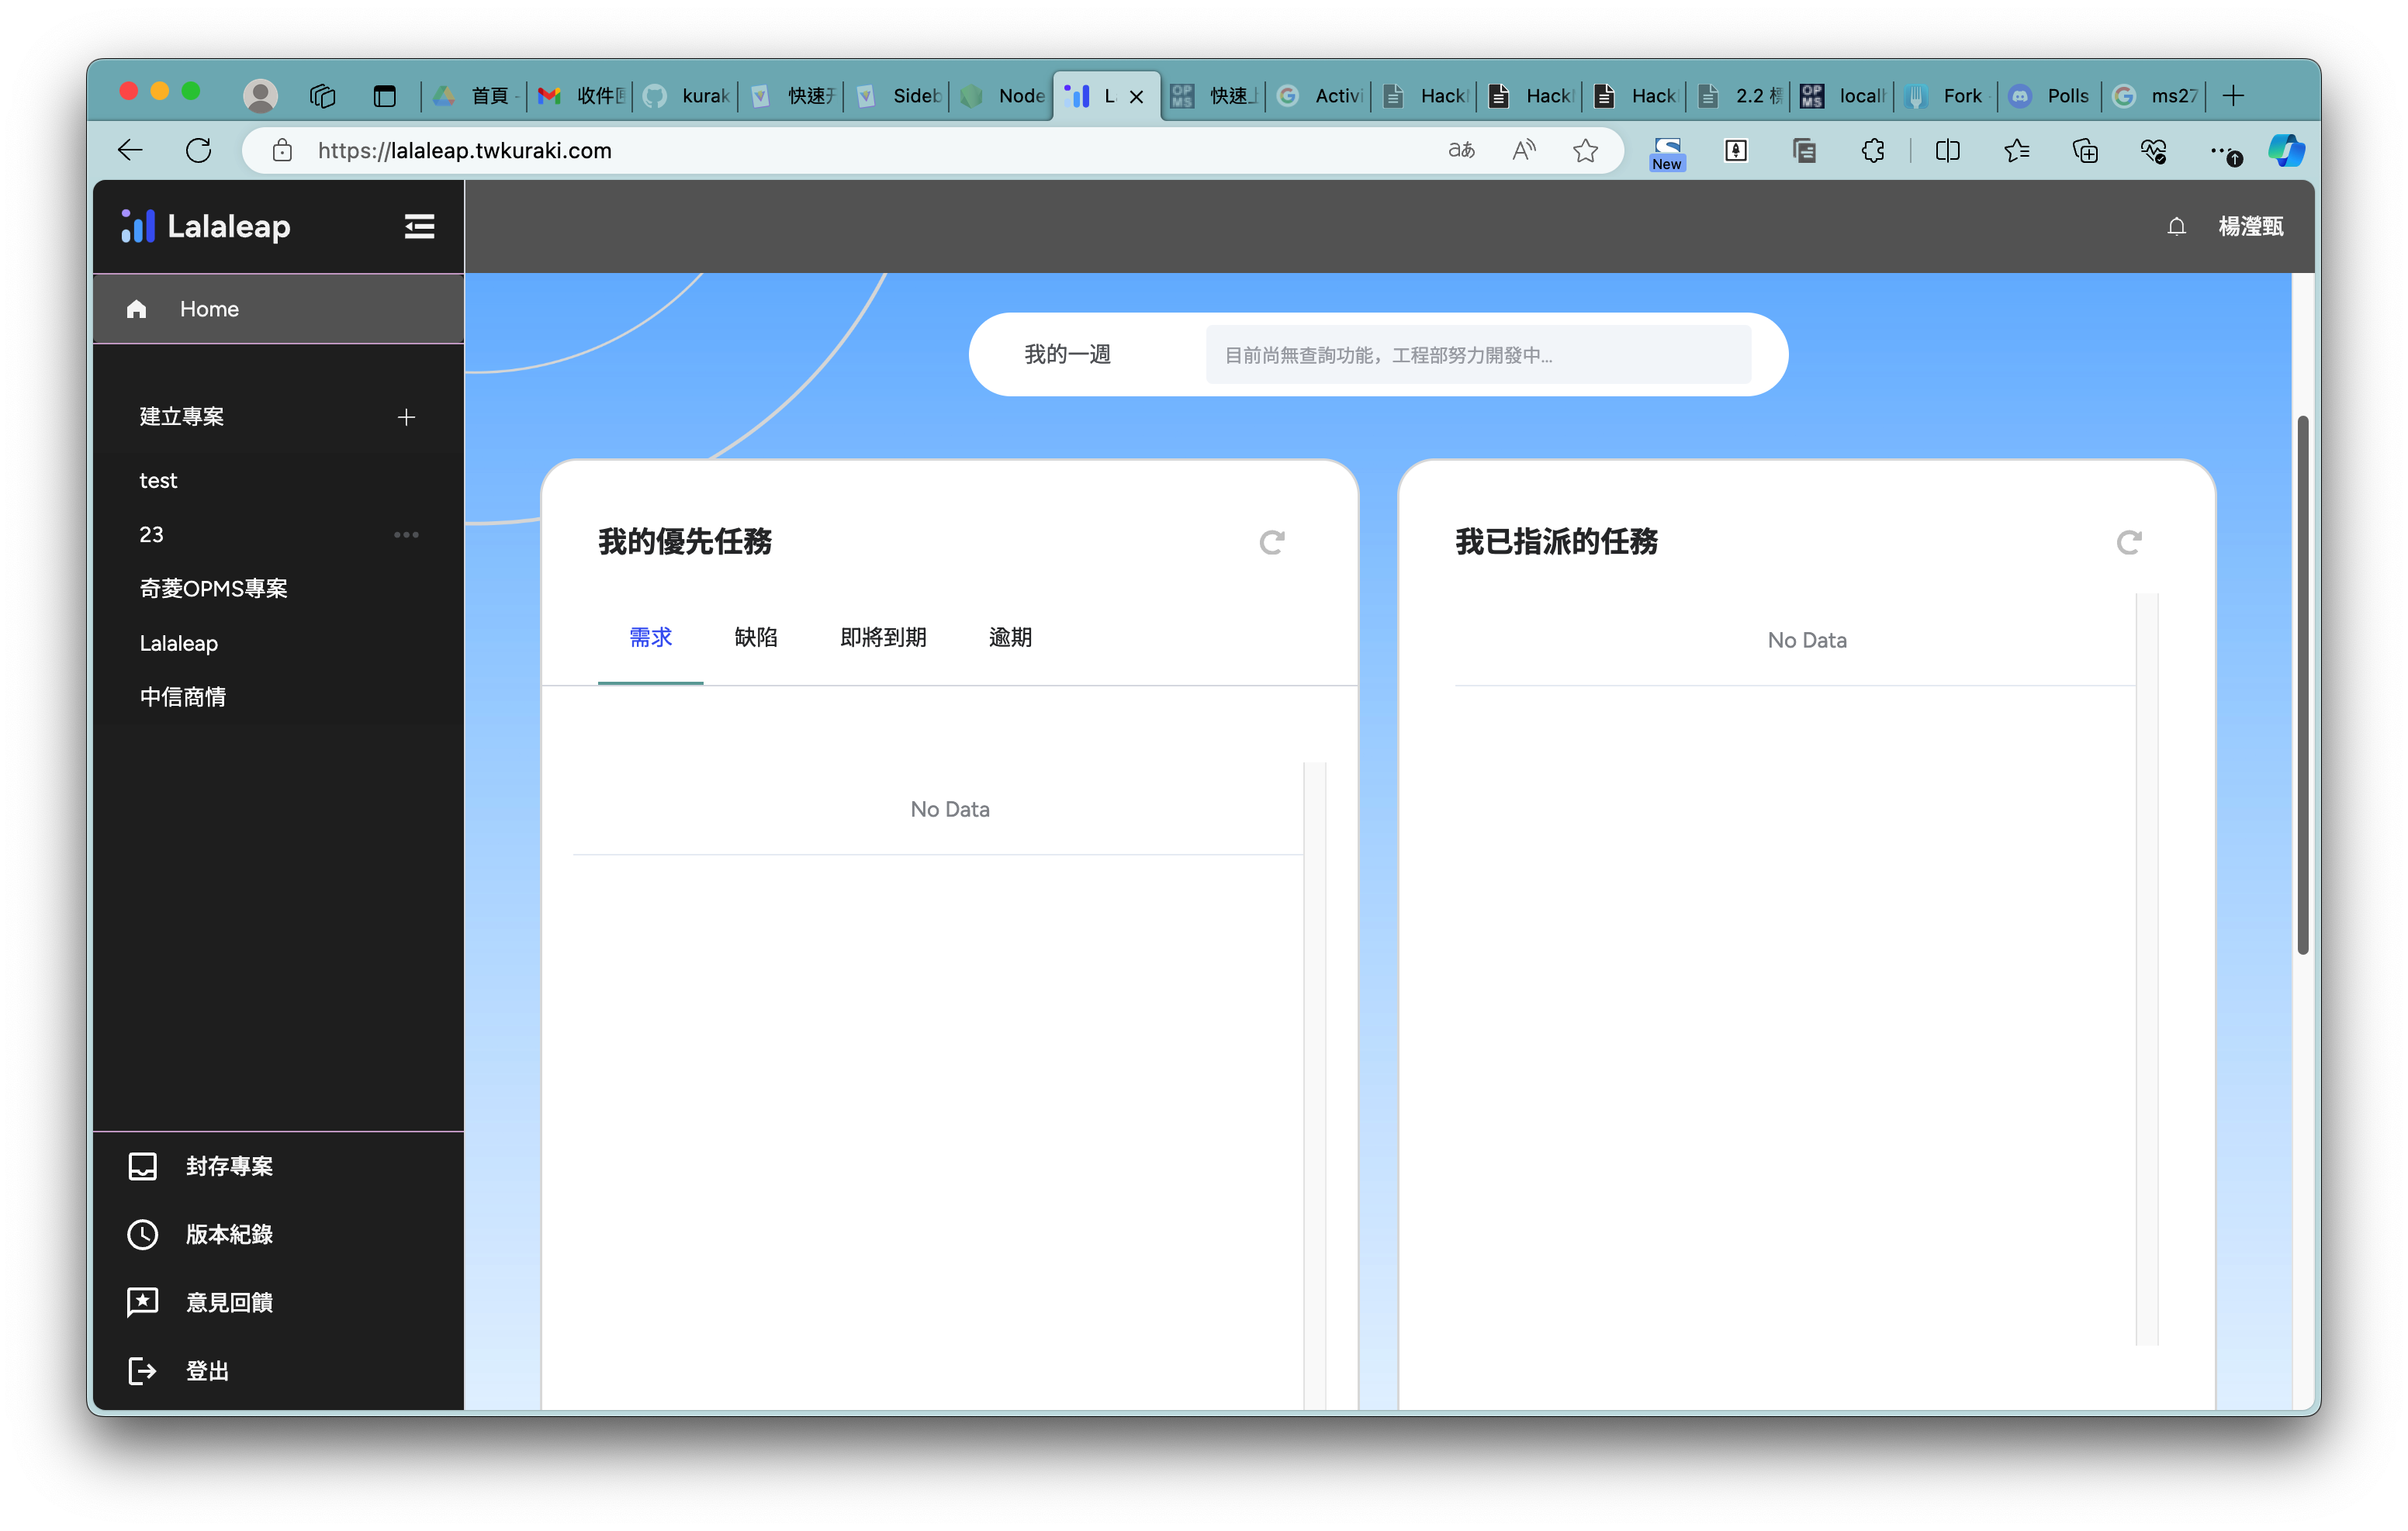 首頁 -
收件匣
kurak
快速
Sideb
Node
L
快速上
Activi
Hack
Hack
Hack
2.2
local
Fork
Polls
ms27
https://lalaleap.twkuraki.com
aあ
New
Lalaleap
楊瀅甄
Home
我的一週
目前尚無查詢功能，工程部努力開發中...
建立專案
test
23
奇菱OPMS專案
Lalaleap
中信商情
我的優先任務
需求 缺陷 即將到期 逾期
No Data
我已指派的任務
No Data
封存專案
版本紀錄
意見回饋
登出